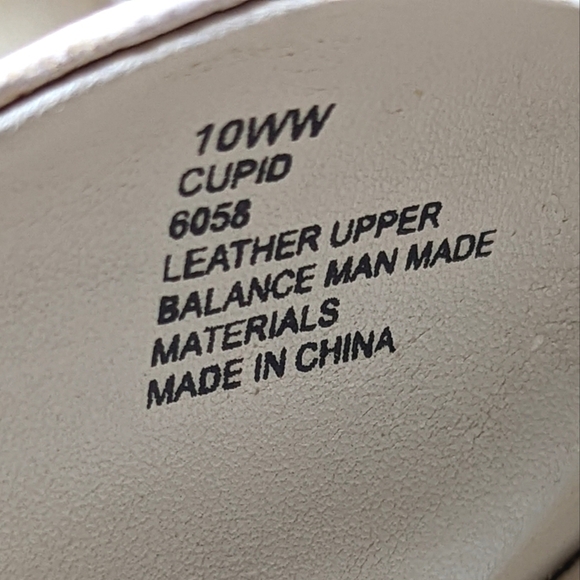 10WW
CUPID
6058
LEATHER UPPER
BALANCE MAN MADE
MATERIALS
MADE IN CHINA